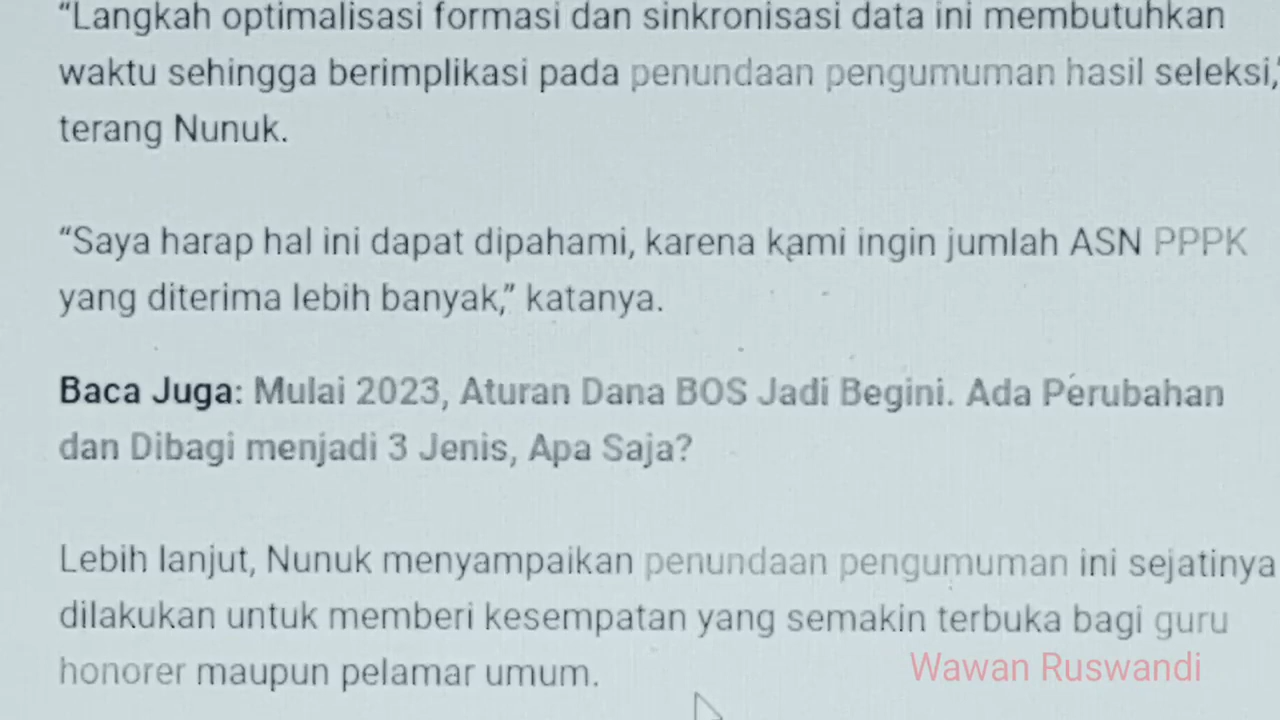 “Langkah optimalisasi formasi dan sinkronisasi data ini membutuhkan
waktu sehingga berimplikasi pada penundaan pengumuman hasil seleksi,”
terang Nunuk.
“Saya harap hal ini dapat dipahami, karena kami ingin jumlah ASN PPPK
yang diterima lebih banyak,” katanya.
Baca Juga: Mulai 2023, Aturan Dana BOS Jadi Begini. Ada Perubahan
dan Dibagi menjadi 3 Jenis, Apa Saja?
Lebih lanjut, Nunuk menyampaikan penundaan pengumuman ini sejatinya
dilakukan untuk memberi kesempatan yang semakin terbuka bagi guru
honorer maupun pelamar umum.
Wawan Ruswandi